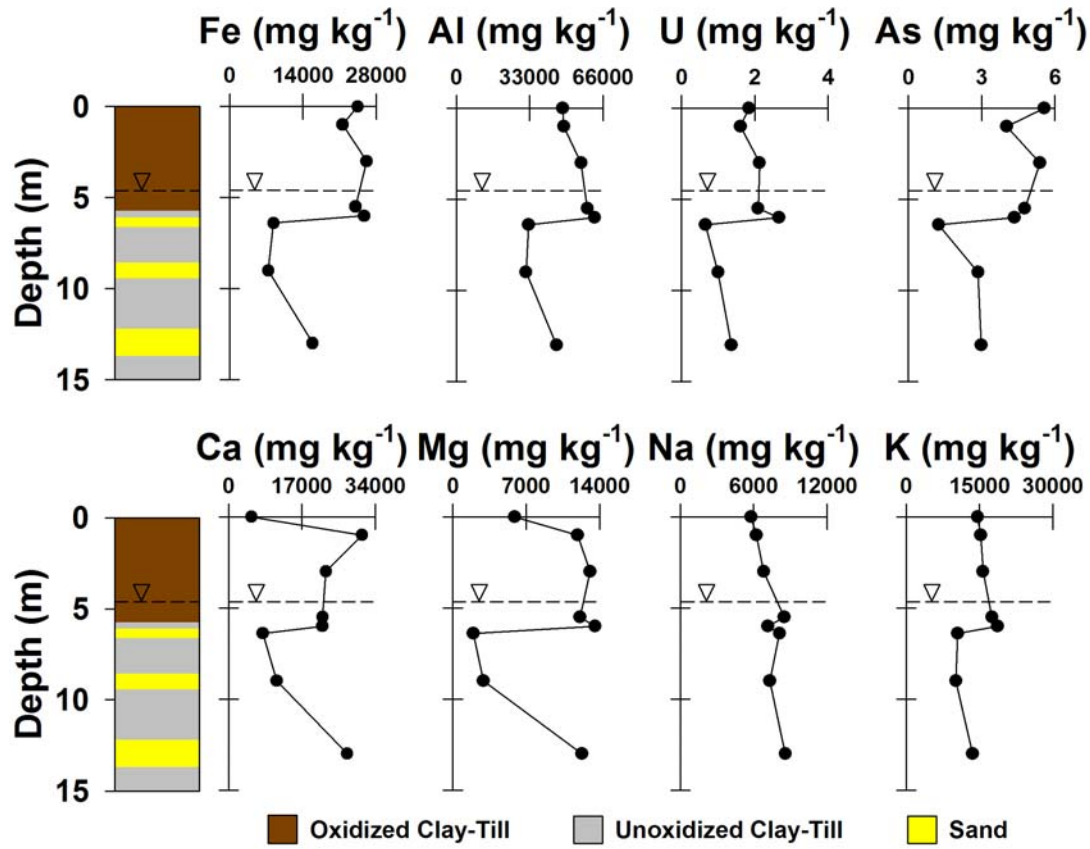 Fe (mg kg⁻¹) Al (mg kg⁻¹) U (mg kg⁻¹) As (mg kg⁻¹)
0 14000 28000 0 33000 66000 0 2 4 0 3 6
0
5
10
15
Depth (m)
Ca (mg kg⁻¹) Mg (mg kg⁻¹) Na (mg kg⁻¹) K (mg kg⁻¹)
0 17000 34000 0 7000 14000 0 6000 12000 0 15000 30000
0
5
10
15
Depth (m)
Oxidized Clay-Till Unoxidized Clay-Till Sand